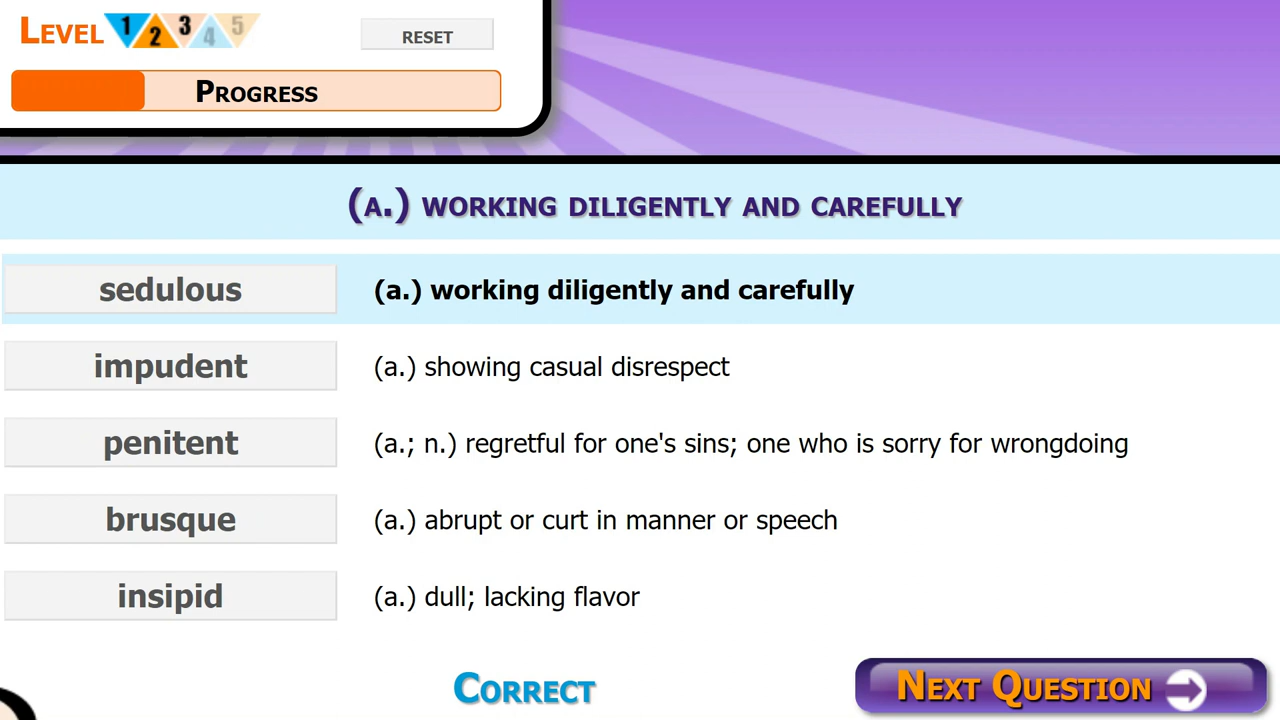 LEVEL 1 2 3 4 5
RESET
PROGRESS
(A.) WORKING DILIGENTLY AND CAREFULLY
sedulous (a.) working diligently and carefully
impudent (a.) showing casual disrespect
penitent (a.; n.) regretful for one's sins; one who is sorry for wrongdoing
brusque (a.) abrupt or curt in manner or speech
insipid (a.) dull; lacking flavor
CORRECT
NEXT QUESTION